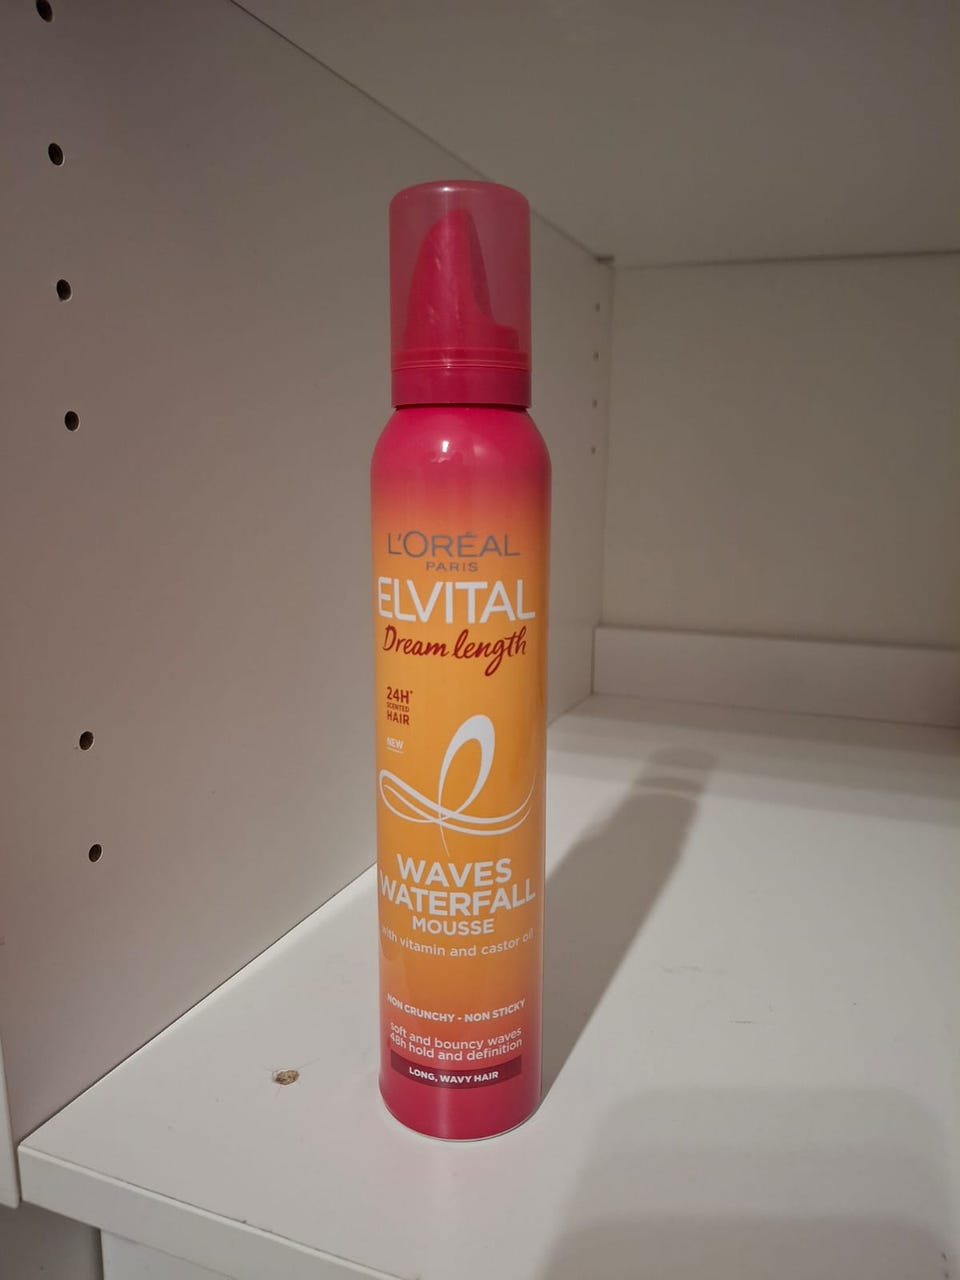 L'ORÉAL
PARIS
ELVITAL
Dream length
24H*
SCENTED
HAIR
NEW
WAVES
WATERFALL
MOUSSE
with vitamin and castor oil
NON CRUNCHY - NON STICKY
soft and bouncy waves
48h hold and definition
LONG, WAVY HAIR